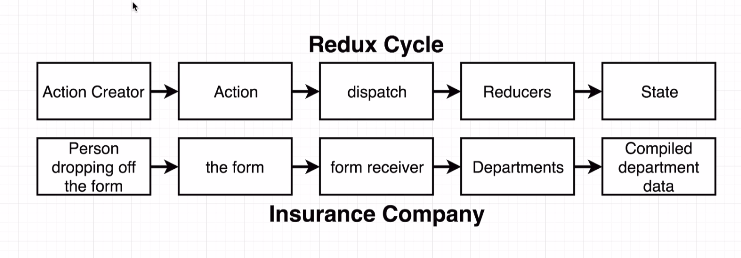 Redux Cycle
Action Creator
Action
dispatch
Reducers
State
Person
dropping off
the form
the form
form receiver
Departments
Compiled
department
data
Insurance Company